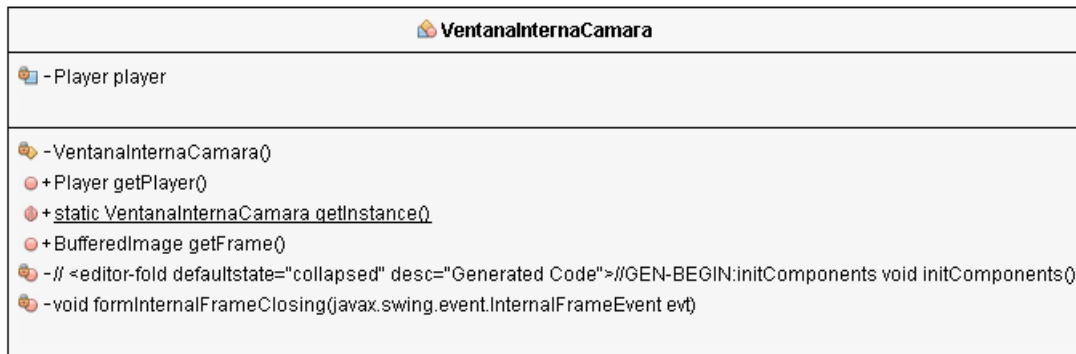 VentanaInternaCamara
-Player player
-VentanaInternaCamara()
+Player getPlayer()
+static VentanaInternaCamara getInstance()
+BufferedImage getFrame()
-// <editor-fold defaultstate="collapsed" desc="Generated Code">//GEN-BEGIN:initComponents void initComponents()
-void formInternalFrameClosing(javax.swing.event.InternalFrameEvent evt)